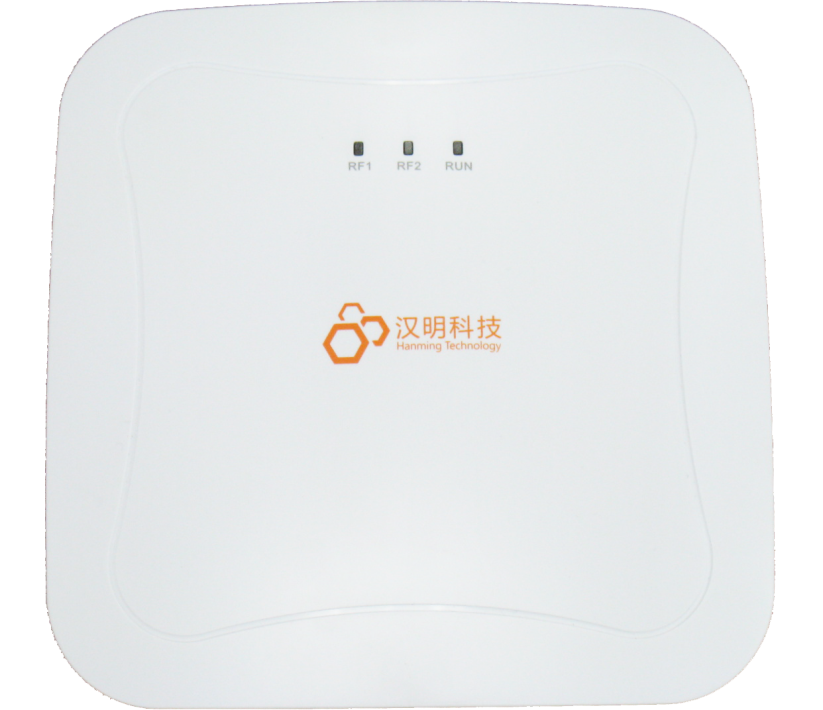 RF1 RF2 RUN
汉明科技
Hanming Technology